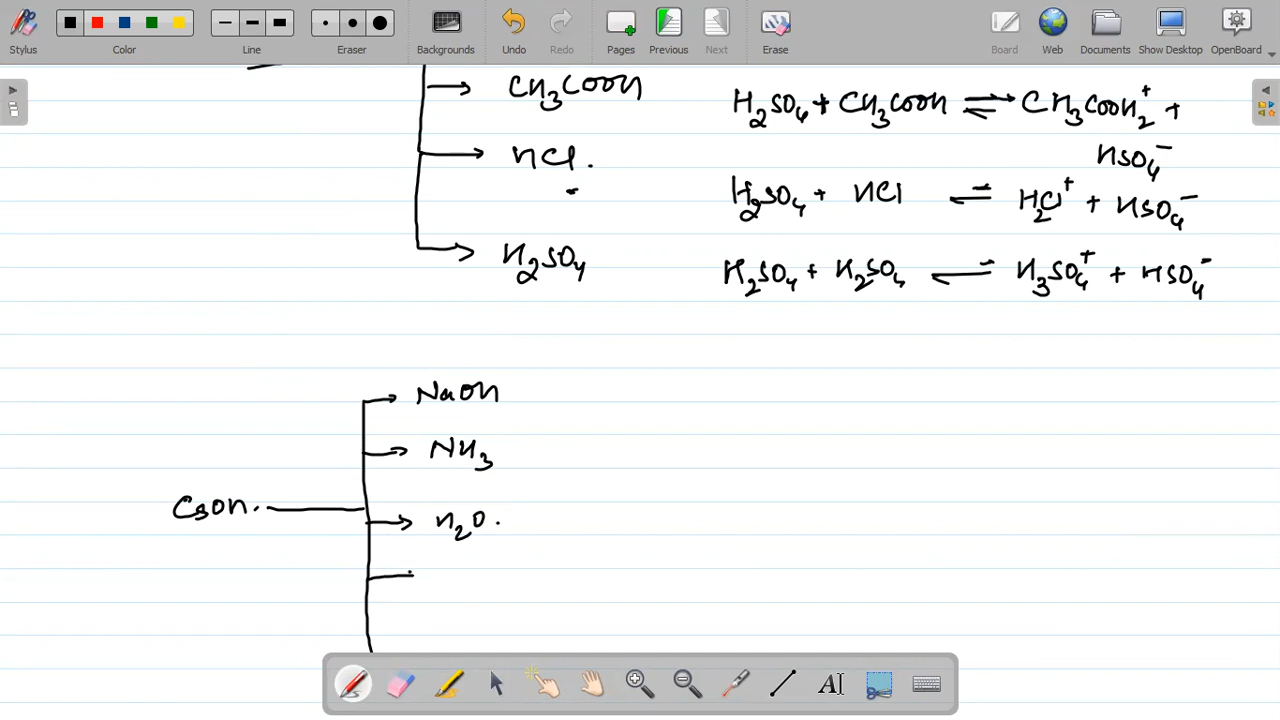 Stylus Color Line Eraser Backgrounds Undo Redo Pages Previous Next Erase Board Web Documents Show Desktop OpenBoard
CH3COOH
H2SO4 + CH3COOH ⇌ CH3COOH2+ +
HSO4-
HCl.
H2SO4 + HCl ⇌ H2Cl+ + HSO4-
H2SO4
H2SO4 + H2SO4 ⇌ H3SO4+ + HSO4-
NaOH
NH3
CsOH.
H2O.